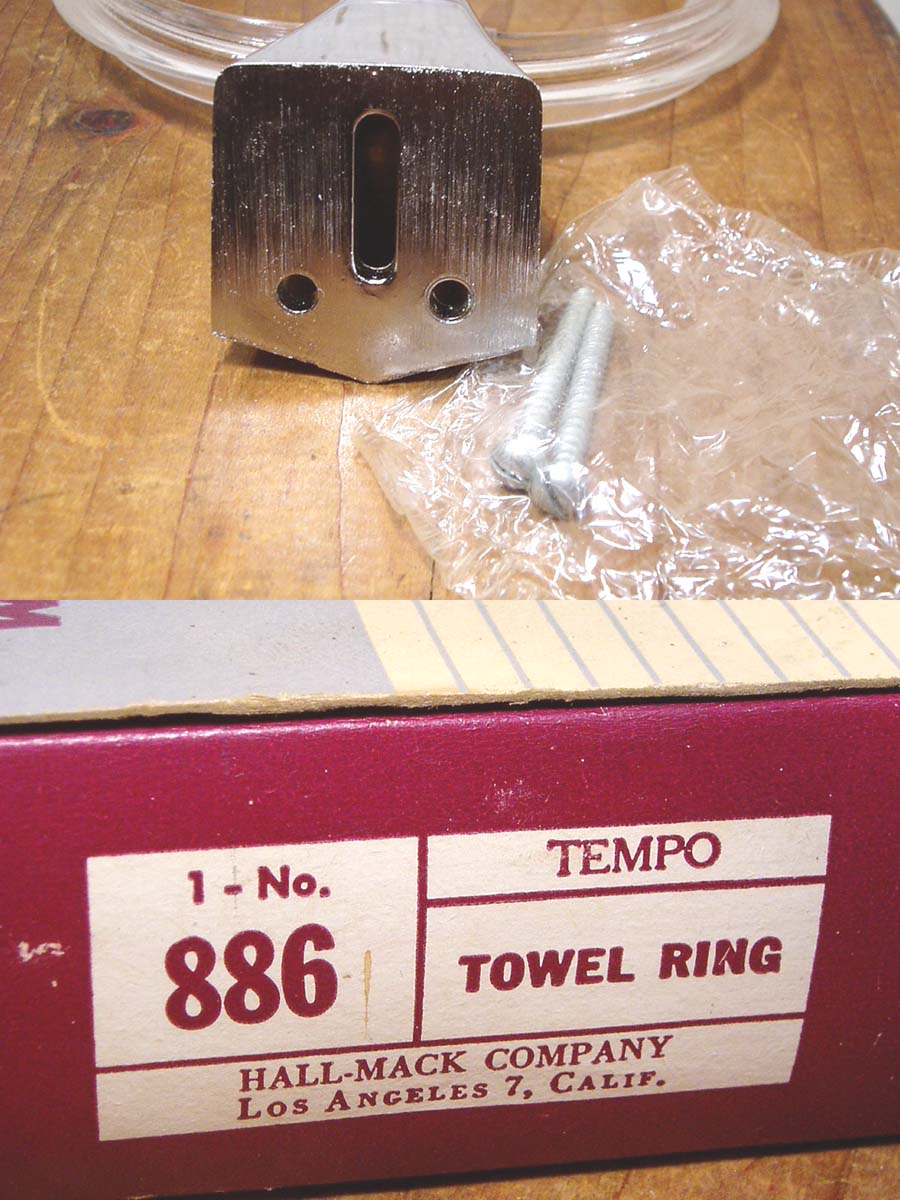 1 - No.
886
TEMPO
TOWEL RING
HALL-MACK COMPANY
LOS ANGELES 7, CALIF.